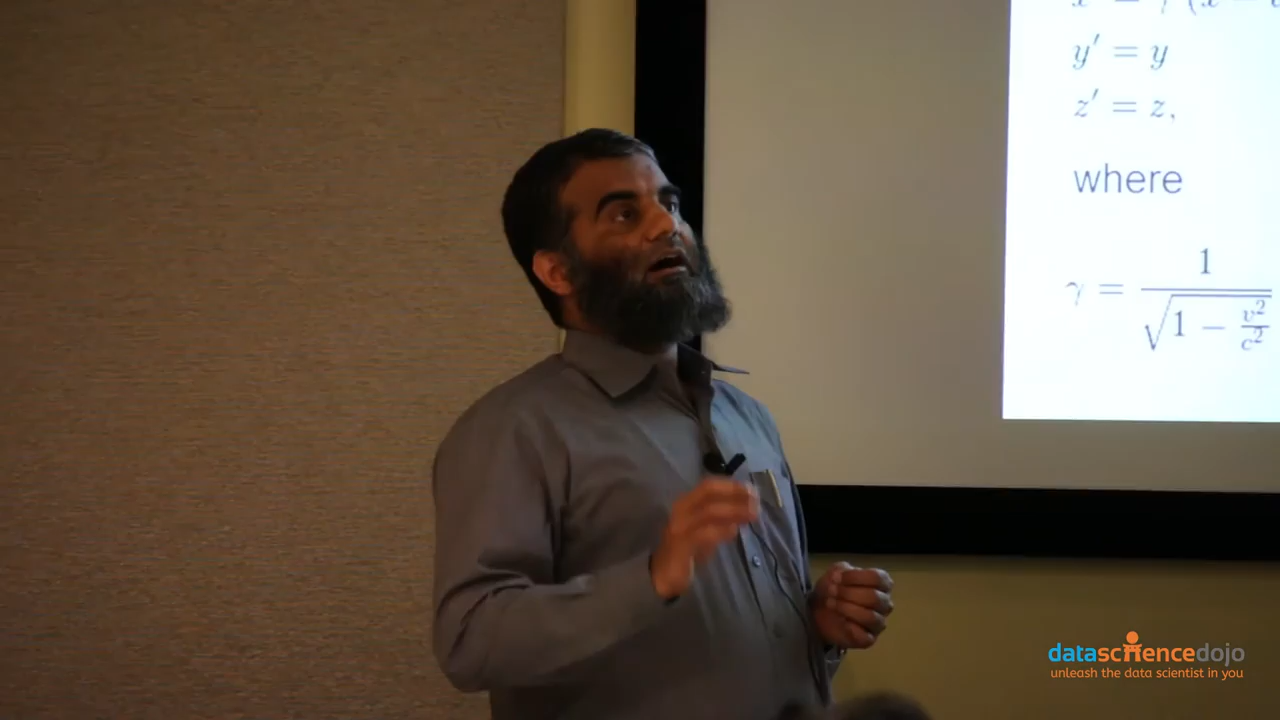 y′ = y
z′ = z,
where
γ = 1 / √(1 − v²/c²)
datasciencedojo
unleash the data scientist in you